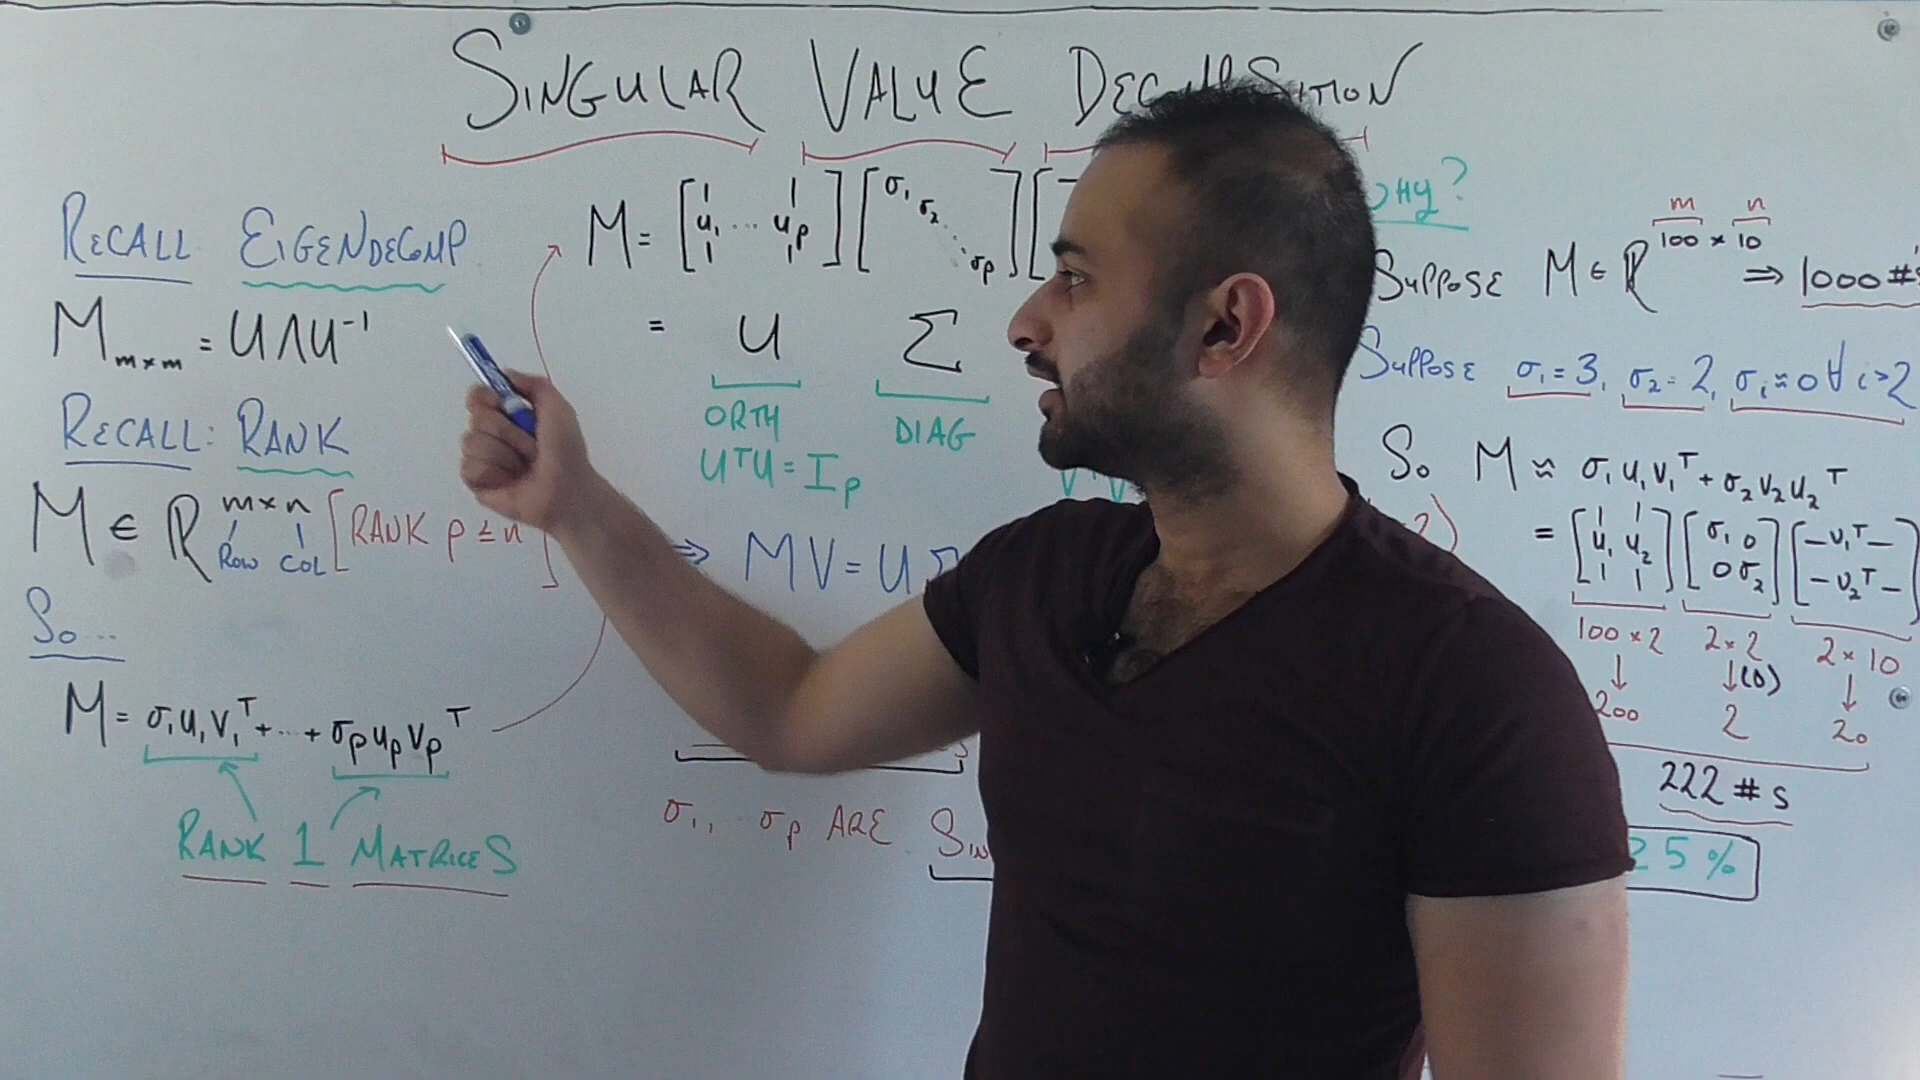 SINGULAR VALUE DEC
RECALL EIGENDECOMP
M m×m = UΛU⁻¹
RECALL: RANK
M ∈ ℝ m×n [RANK p ≤ n]
ROW COL
SO...
M = σ₁u₁v₁ᵀ + ... + σₚuₚvₚᵀ
RANK 1 MATRICES
M = [u₁ ... uₚ] [σ₁ σ₂ ... σₚ] [
= U Σ
ORTH DIAG
UᵀU = Iₚ
⇒ MV = UΣ
σ₁, σₚ ARE SIN
WHY?
m n
SUPPOSE M ∈ ℝ 100×10 ⇒ 1000 #'
SUPPOSE σ₁ = 3, σ₂ = 2, σᵢ ≈ 0 ∀ i>2
SO M ≈ σ₁u₁v₁ᵀ + σ₂v₂u₂ᵀ
= [u₁ u₂] [σ₁ 0 0 σ₂] [–v₁ᵀ– –v₂ᵀ–]
100×2 2×2 2×10
↓ ↓(D) ↓
200 2 20
222 #s
25%